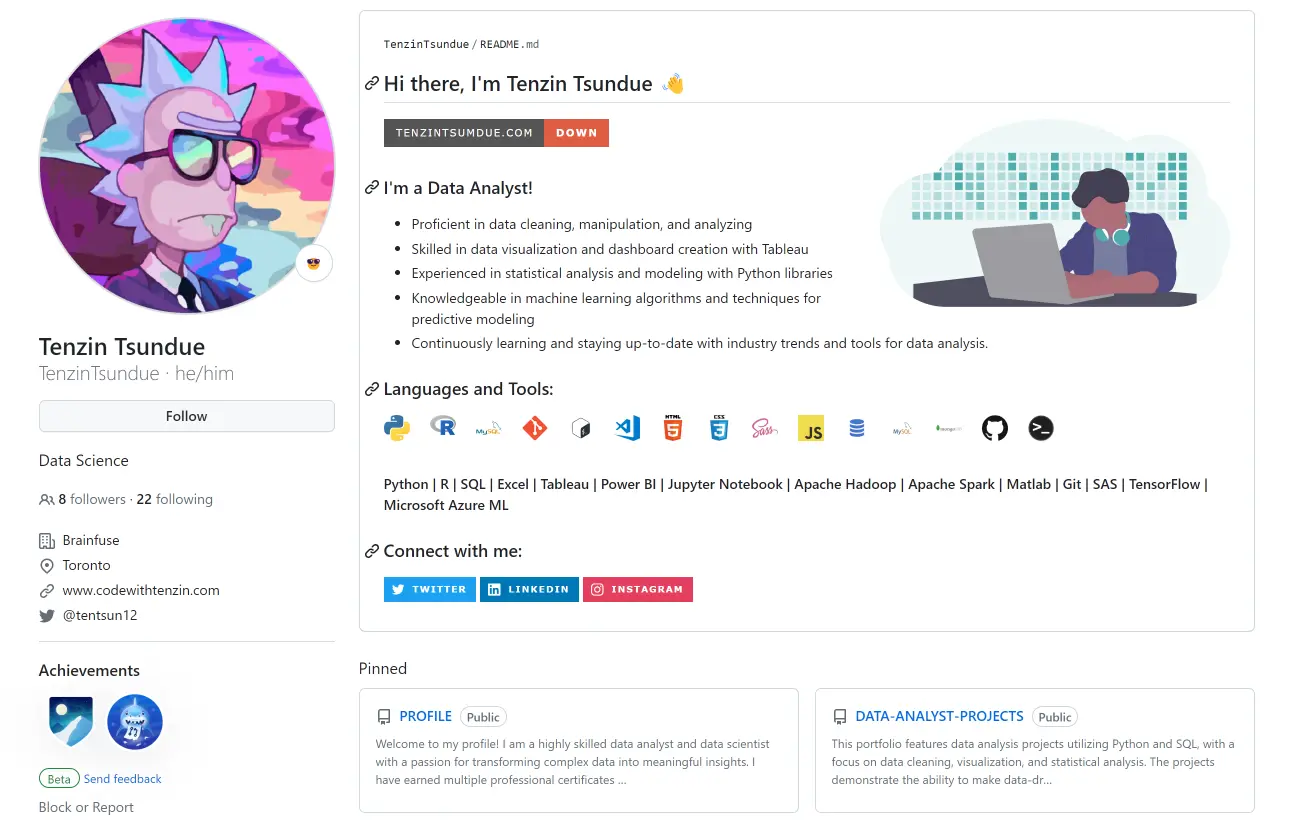 TenzinTsundue / README.md
Hi there, I'm Tenzin Tsundue 👋
TENZINTSUMDUE.COM DOWN
I'm a Data Analyst!
• Proficient in data cleaning, manipulation, and analyzing
• Skilled in data visualization and dashboard creation with Tableau
• Experienced in statistical analysis and modeling with Python libraries
• Knowledgeable in machine learning algorithms and techniques for
predictive modeling
• Continuously learning and staying up-to-date with industry trends and tools for data analysis.
Languages and Tools:
R MySQL HTML 5 CSS 3 Sass JS MySQL
Python | R | SQL | Excel | Tableau | Power BI | Jupyter Notebook | Apache Hadoop | Apache Spark | Matlab | Git | SAS | TensorFlow |
Microsoft Azure ML
Connect with me:
TWITTER LINKEDIN INSTAGRAM
Tenzin Tsundue
TenzinTsundue · he/him
Follow
Data Science
8 followers · 22 following
Brainfuse
Toronto
www.codewithtenzin.com
@tentsun12
Achievements
Beta Send feedback
Block or Report
Pinned
PROFILE Public
Welcome to my profile! I am a highly skilled data analyst and data scientist
with a passion for transforming complex data into meaningful insights. I
have earned multiple professional certificates ...
DATA-ANALYST-PROJECTS Public
This portfolio features data analysis projects utilizing Python and SQL, with a
focus on data cleaning, visualization, and statistical analysis. The projects
demonstrate the ability to make data-dr...